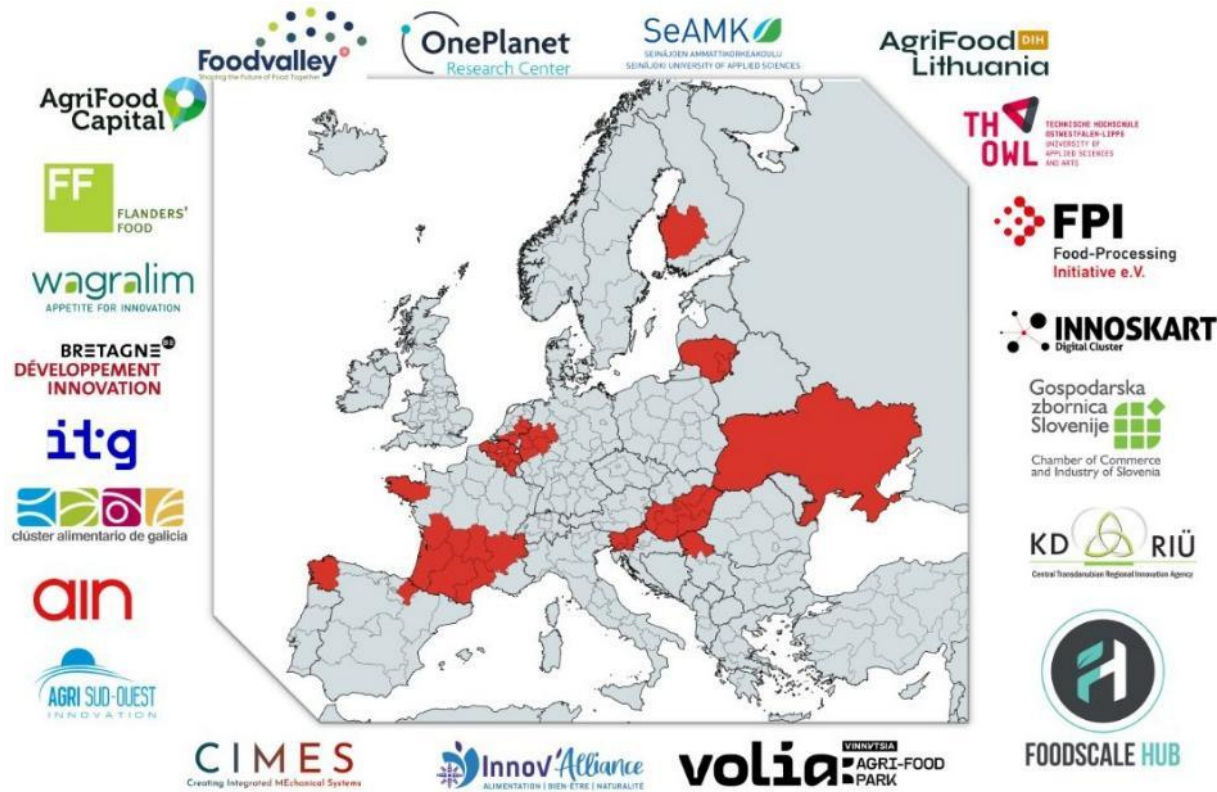 Foodvalley
Shaping the Future of Food Together
OnePlanet
Research Center
SeAMK
SEINÄJOEN AMMATTIKORKEAKOULU
SEINÄJOKI UNIVERSITY OF APPLIED SCIENCES
AgriFood DIH
Lithuania
AgriFood
Capital
TH
OWL
TECHNISCHE HOCHSCHULE
OSTWESTFALEN-LIPPE
UNIVERSITY OF
APPLIED SCIENCES
AND ARTS
FF
FLANDERS'
FOOD
FPI
Food-Processing
Initiative e.V.
wagralim
APPETITE FOR INNOVATION
INNOSKART
Digital Cluster
BRETAGNE
DÉVELOPPEMENT
INNOVATION
Gospodarska
zbornica
Slovenije
Chamber of Commerce
and Industry of Slovenia
itg
clúster alimentario de galicia
KD RIÜ
Central Transdanubian Regional Innovation Agency
ain
AGRI SUD-OUEST
INNOVATION
FOODSCALE HUB
CIMES
Creating Integrated MEchanical Systems
Innov'Alliance
ALIMENTATION | BIEN-ÊTRE | NATURALITÉ
volia:
VINNYTSIA
AGRI-FOOD
PARK